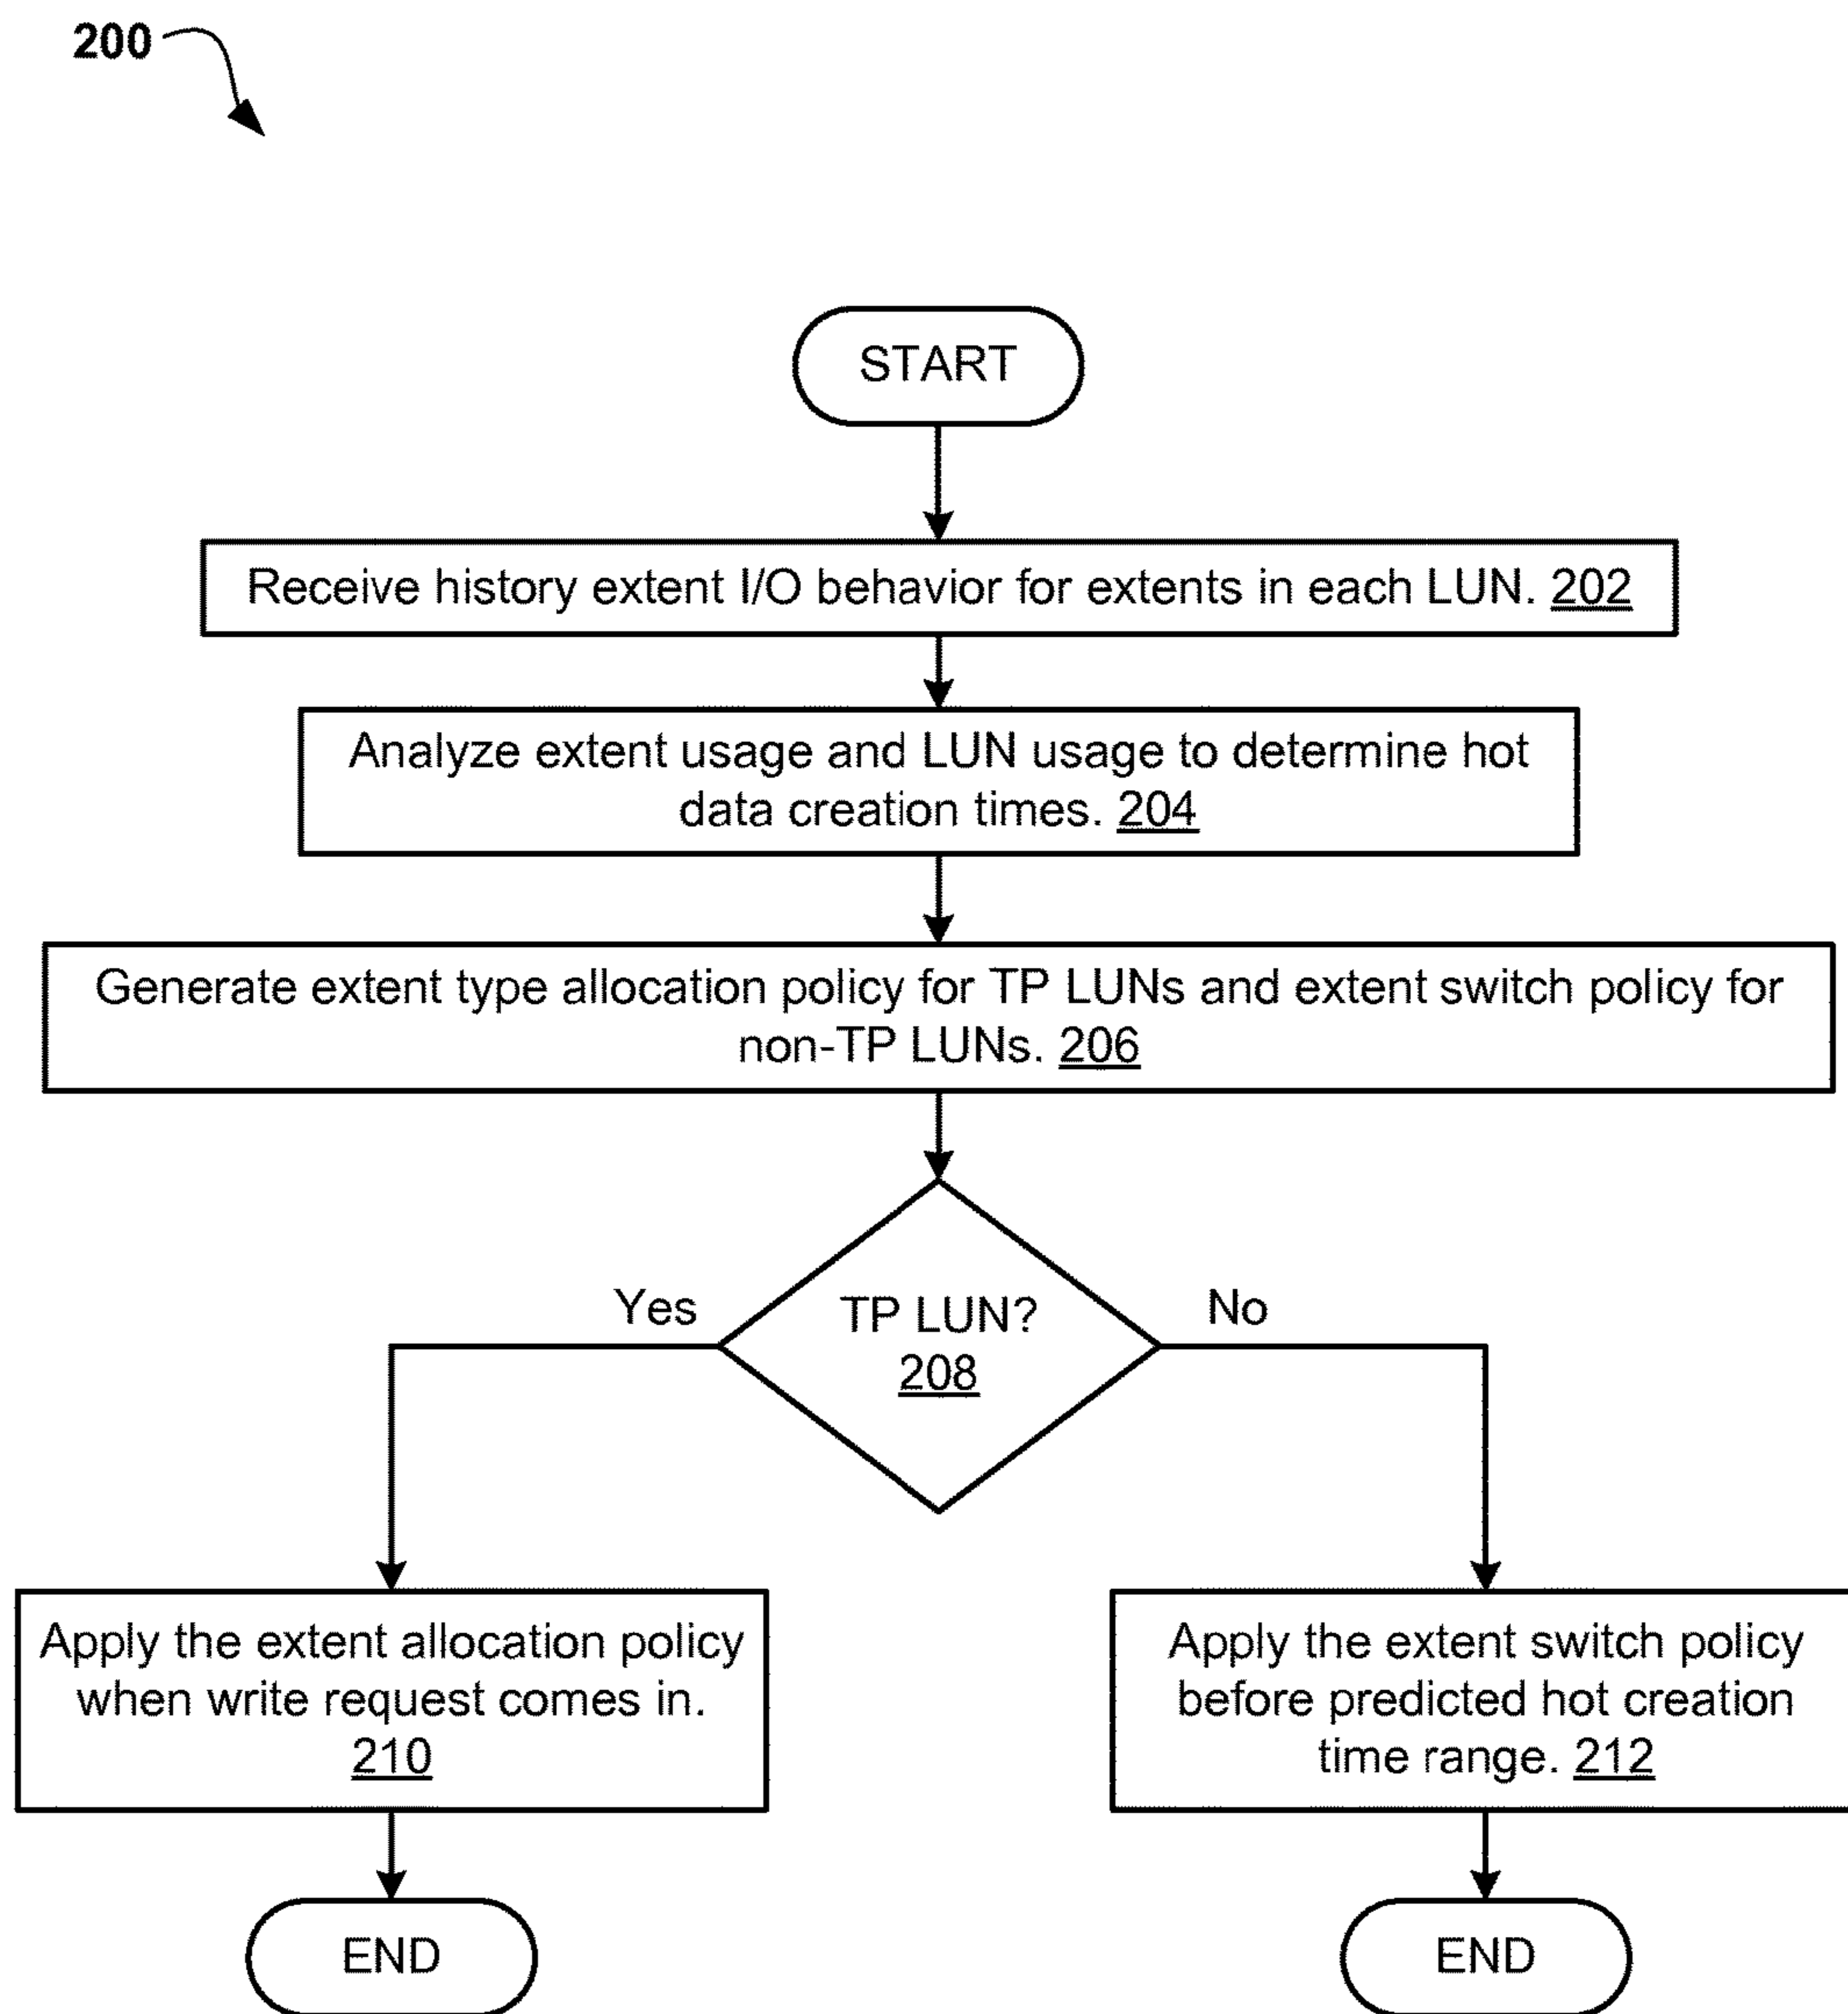 200
START
Receive history extent I/O behavior for extents in each LUN. 202
Analyze extent usage and LUN usage to determine hot
data creation times. 204
Generate extent type allocation policy for TP LUNs and extent switch policy for
non-TP LUNs. 206
TP LUN?
208
Yes
No
Apply the extent allocation policy
when write request comes in.
210
Apply the extent switch policy
before predicted hot creation
time range. 212
END
END